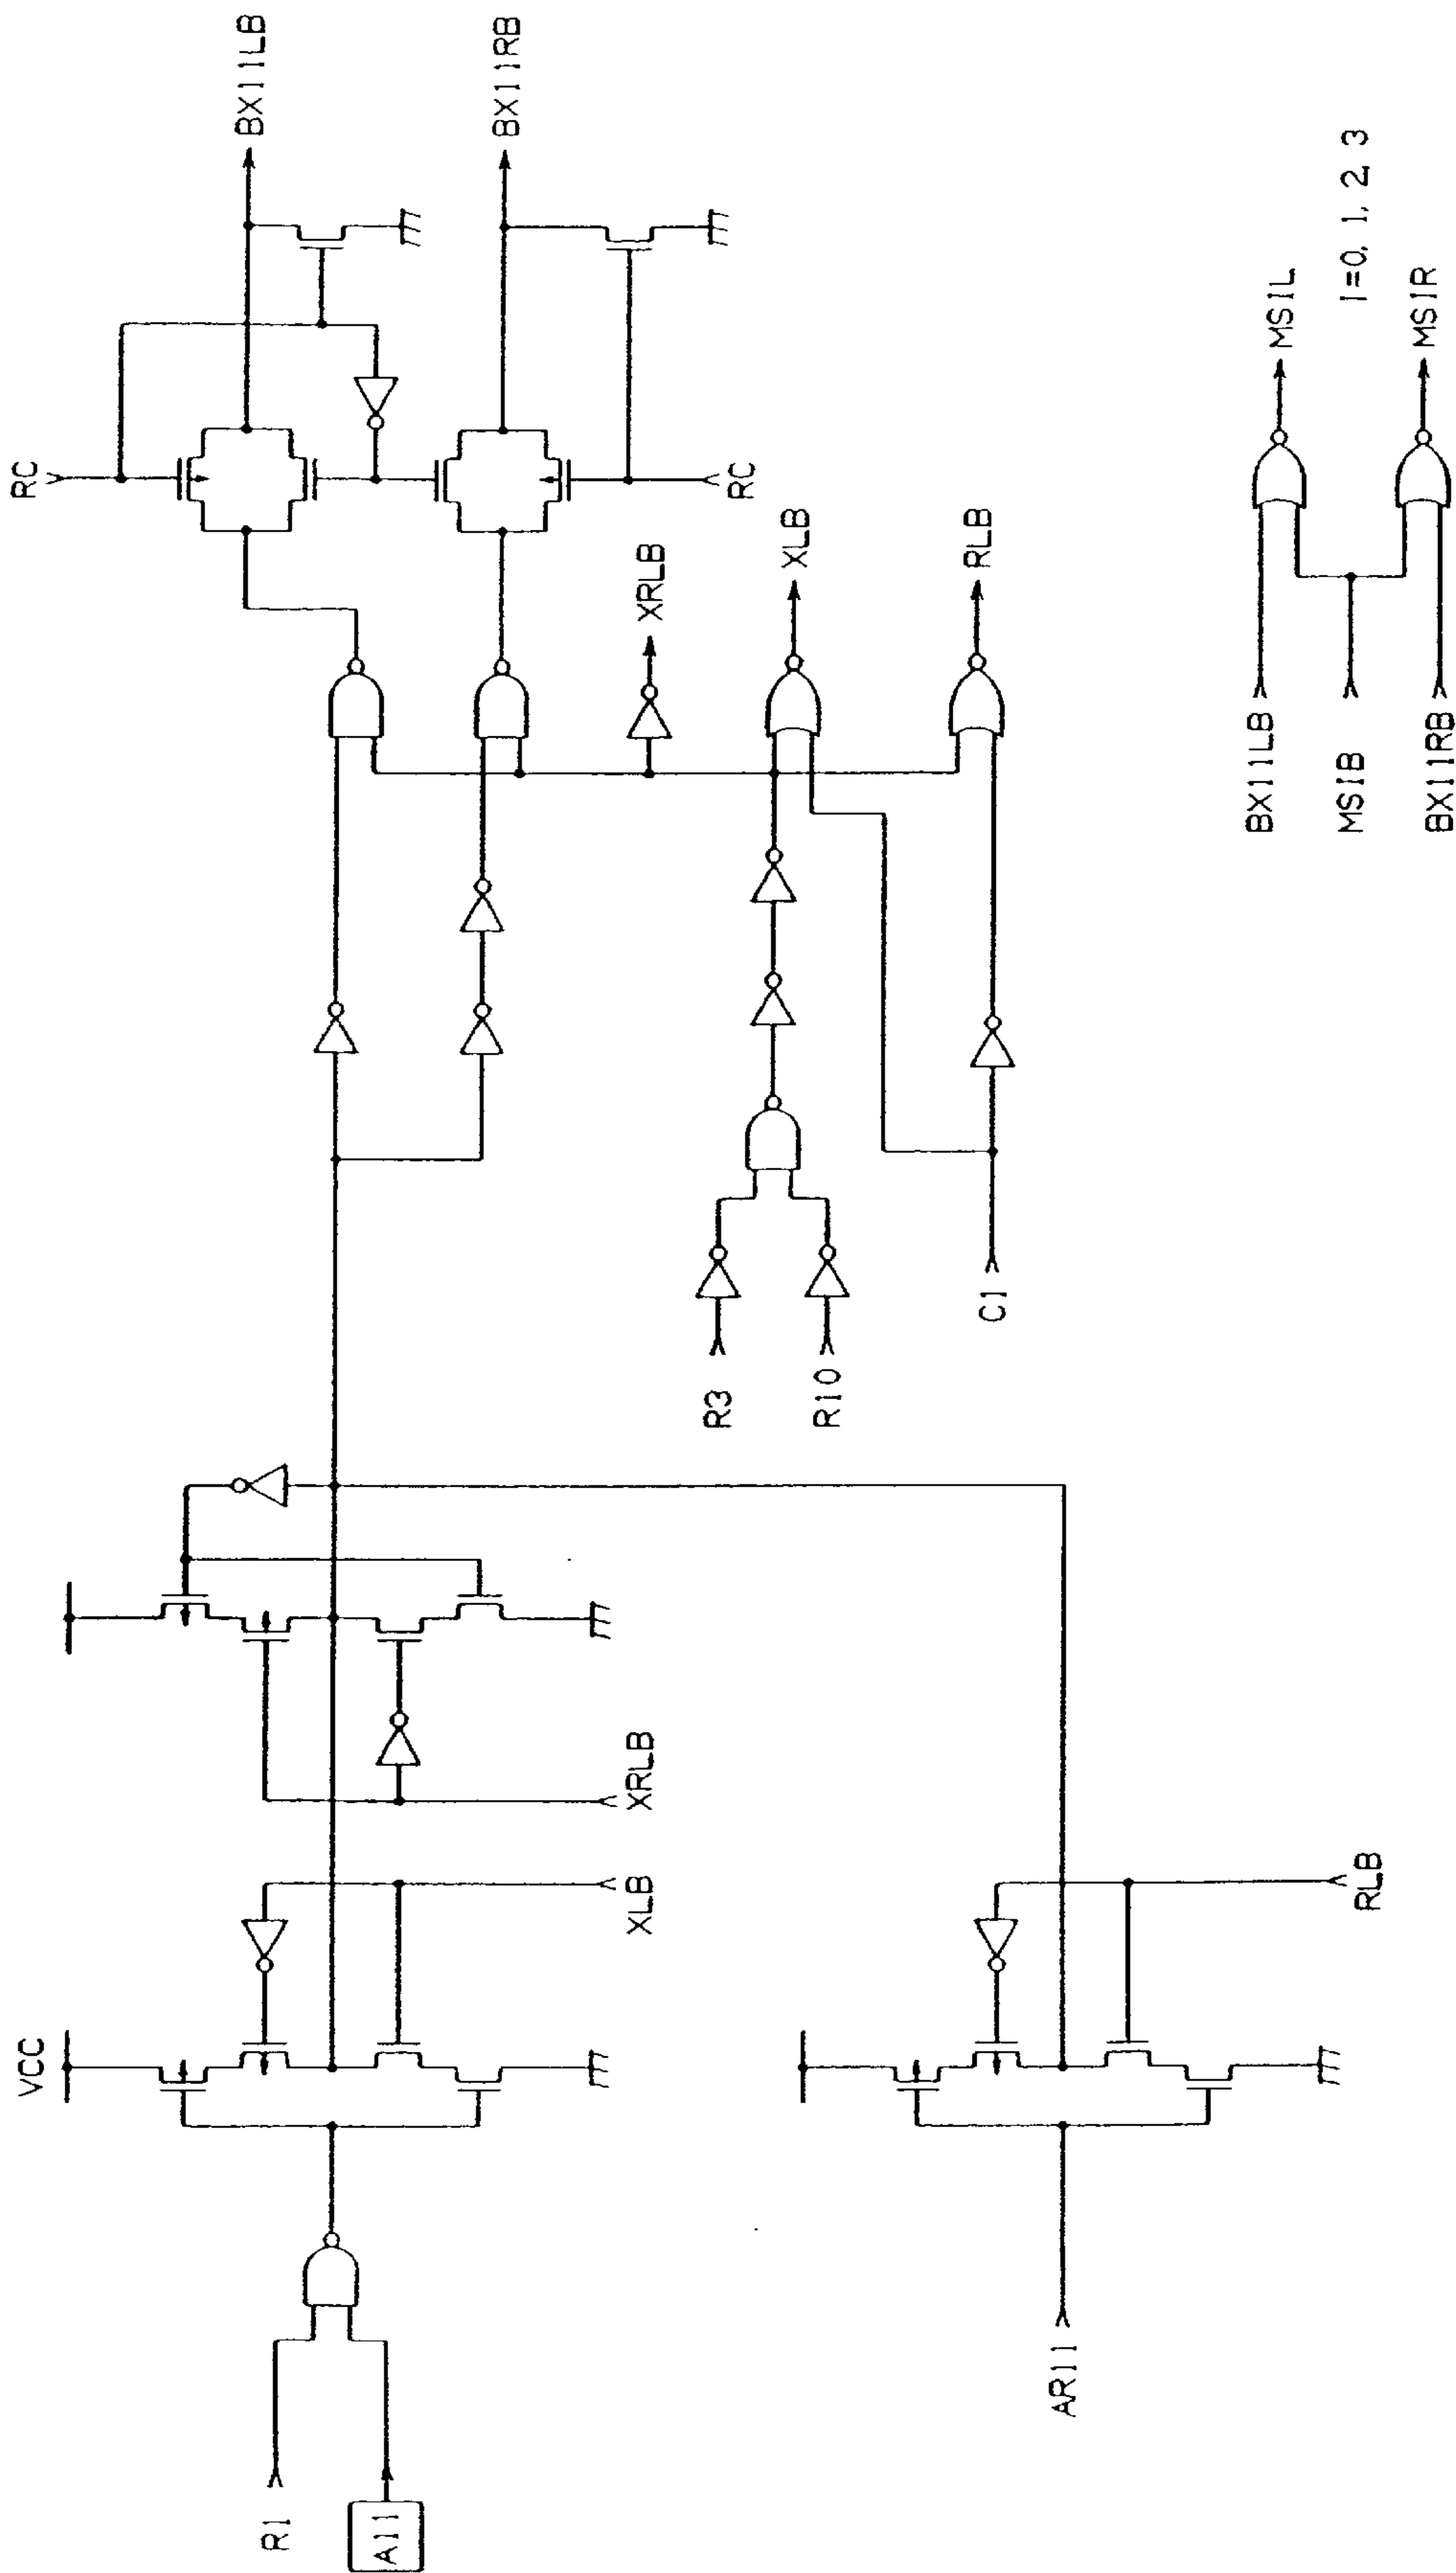 VCC
R1
A11
XLB
XRLB
RC
BX11LB
BX11RB
RC
XRLB
R3
R10
C1
XLB
RLB
AR11
RLB
BX11LB
MSIB
BX11RB
MSIL
MSIR
I=0, 1, 2, 3